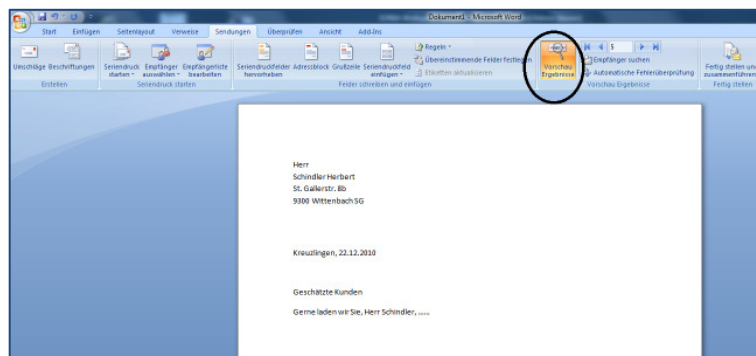 Dokument1 - Microsoft Word
Start Einfügen Seitenlayout Verweise Sendungen Überprüfen Ansicht Add-Ins
Umschläge Beschriftungen
Seriendruck starten
Empfänger auswählen
Empfängerliste bearbeiten
Seriendruckfelder hervorheben
Adressblock
Grußzeile
Seriendruckfeld einfügen
Regeln
Übereinstimmende Felder festlegen
Etiketten aktualisieren
Vorschau Ergebnisse
5
Empfänger suchen
Automatische Fehlerüberprüfung
Fertig stellen und zusammenführen
Erstellen
Seriendruck starten
Felder schreiben und einfügen
Vorschau Ergebnisse
Fertig stellen
Herr
Schindler Herbert
St. Gallerstr. 8b
9300 Wittenbach SG
Kreuzlingen, 22.12.2010
Geschätzte Kunden
Gerne laden wir Sie, Herr Schindler, .....